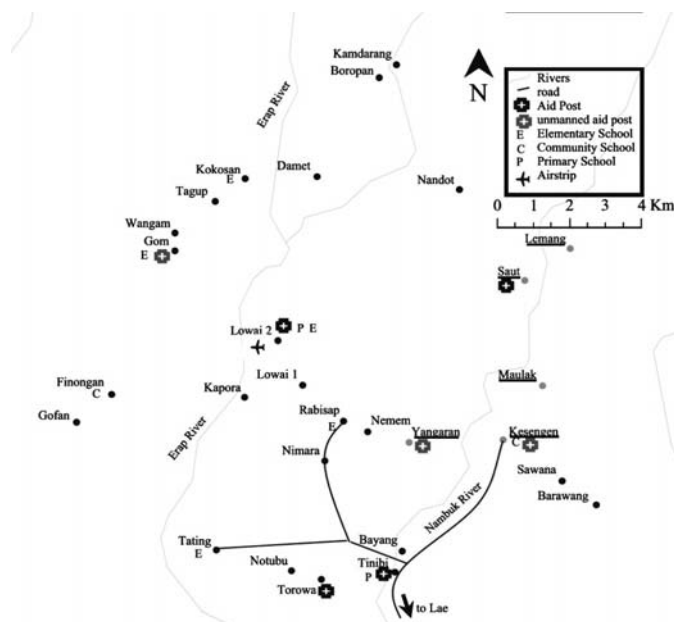 Kamdarang
Boropan
Erap River
N
Rivers
road
Aid Post
unmanned aid post
E Elementary School
C Community School
P Primary School
Airstrip
0 1 2 3 4 Km
Kokosan
E
Damet
Nandot
Tagup
Wangam
Gom
E
Lemang
Saut
Lowai 2
P E
Finongan
C
Kapora
Lowai 1
Maulak
Gofan
Rabisap
E
Nemem
Yangaran
Kesengen
C
Erap River
Nimara
Sawana
Barawang
Nambuk River
Tating
E
Bayang
Notubu
Tinibi
P
Torowa
to Lae